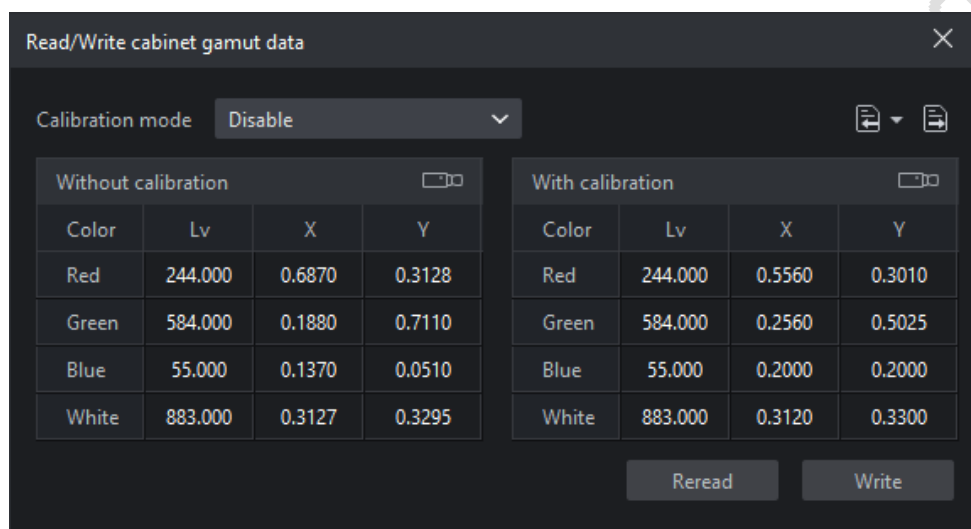 Read/Write cabinet gamut data
Calibration mode Disable
Without calibration
Color Lv X Y
Red 244.000 0.6870 0.3128
Green 584.000 0.1880 0.7110
Blue 55.000 0.1370 0.0510
White 883.000 0.3127 0.3295
With calibration
Color Lv X Y
Red 244.000 0.5560 0.3010
Green 584.000 0.2560 0.5025
Blue 55.000 0.2000 0.2000
White 883.000 0.3120 0.3300
Reread Write